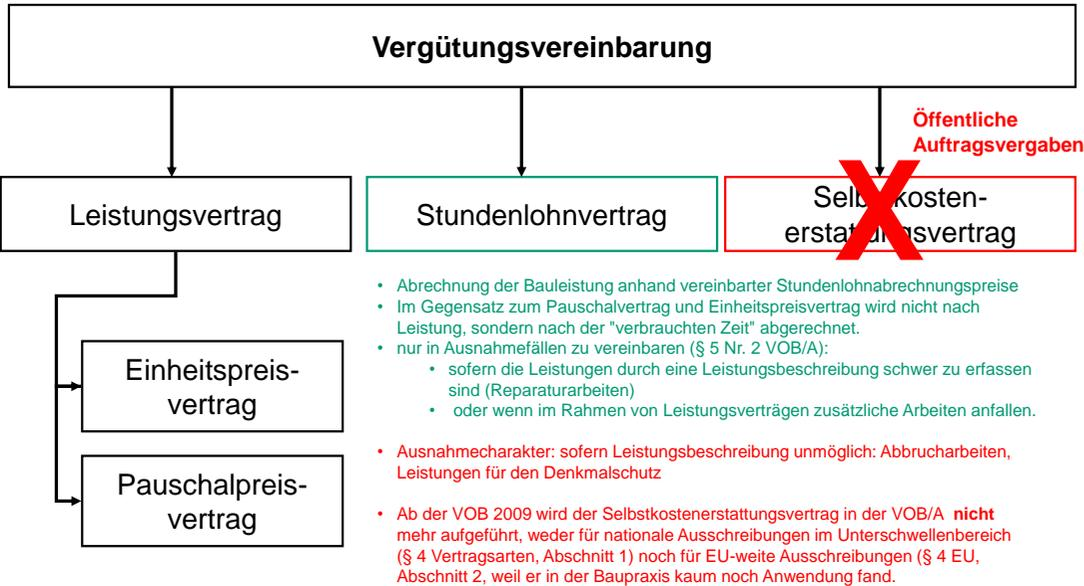 Vergütungsvereinbarung
Öffentliche
Auftragsvergaben
Leistungsvertrag
Stundenlohnvertrag
Selbstkosten-
erstattungsvertrag
X
• Abrechnung der Bauleistung anhand vereinbarter Stundenlohnabrechnungspreise
• Im Gegensatz zum Pauschalvertrag und Einheitspreisvertrag wird nicht nach
Leistung, sondern nach der "verbrauchten Zeit" abgerechnet.
• nur in Ausnahmefällen zu vereinbaren (§ 5 Nr. 2 VOB/A):
• sofern die Leistungen durch eine Leistungsbeschreibung schwer zu erfassen
sind (Reparaturarbeiten)
• oder wenn im Rahmen von Leistungsverträgen zusätzliche Arbeiten anfallen.
Einheitspreis-
vertrag
Pauschalpreis-
vertrag
• Ausnahmecharakter: sofern Leistungsbeschreibung unmöglich: Abbrucharbeiten,
Leistungen für den Denkmalschutz
• Ab der VOB 2009 wird der Selbstkostenerstattungsvertrag in der VOB/A nicht
mehr aufgeführt, weder für nationale Ausschreibungen im Unterschwellenbereich
(§ 4 Vertragsarten, Abschnitt 1) noch für EU-weite Ausschreibungen (§ 4 EU,
Abschnitt 2, weil er in der Baupraxis kaum noch Anwendung fand.